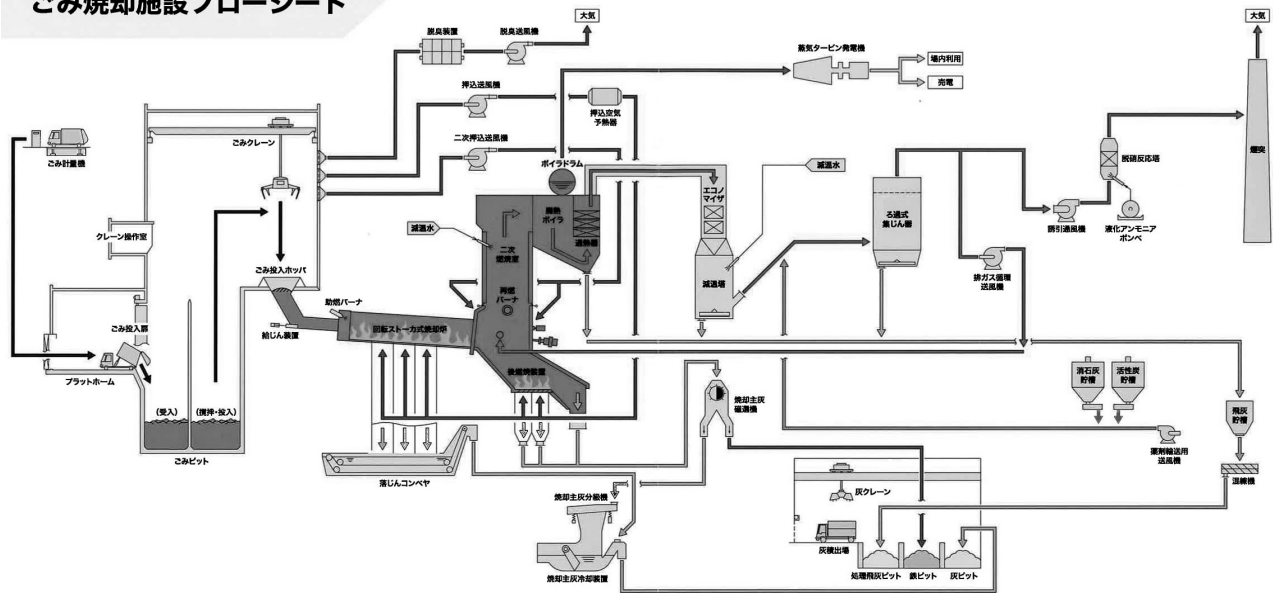 ごみ焼却施設フローシート
大気
大気
脱臭装置
脱臭送風機
蒸気タービン発電機
場内利用
売電
押込送風機
押込空気
予熱器
ごみクレーン
二次押込送風機
ごみ計量機
ボイラドラム
減温水
エコノ
マイザ
脱硝反応塔
煙突
廃熱
ボイラ
過熱器
ろ過式
集じん器
クレーン操作室
減温水
二次
燃焼室
誘引通風機
液化アンモニア
ボンベ
ごみ投入ホッパ
減温塔
排ガス循環
送風機
再燃
バーナ
助燃バーナ
ごみ投入扉
給じん装置
回転ストーカ式焼却炉
プラットホーム
後燃焼装置
消石灰
貯槽
活性炭
貯槽
焼却主灰
磁選機
飛灰
貯槽
(受入)
(撹拌・投入)
ごみピット
薬剤輸送用
送風機
落じんコンベヤ
混練機
灰クレーン
焼却主灰分級機
灰積出場
焼却主灰冷却装置
処理飛灰ピット
鉄ピット
灰ピット